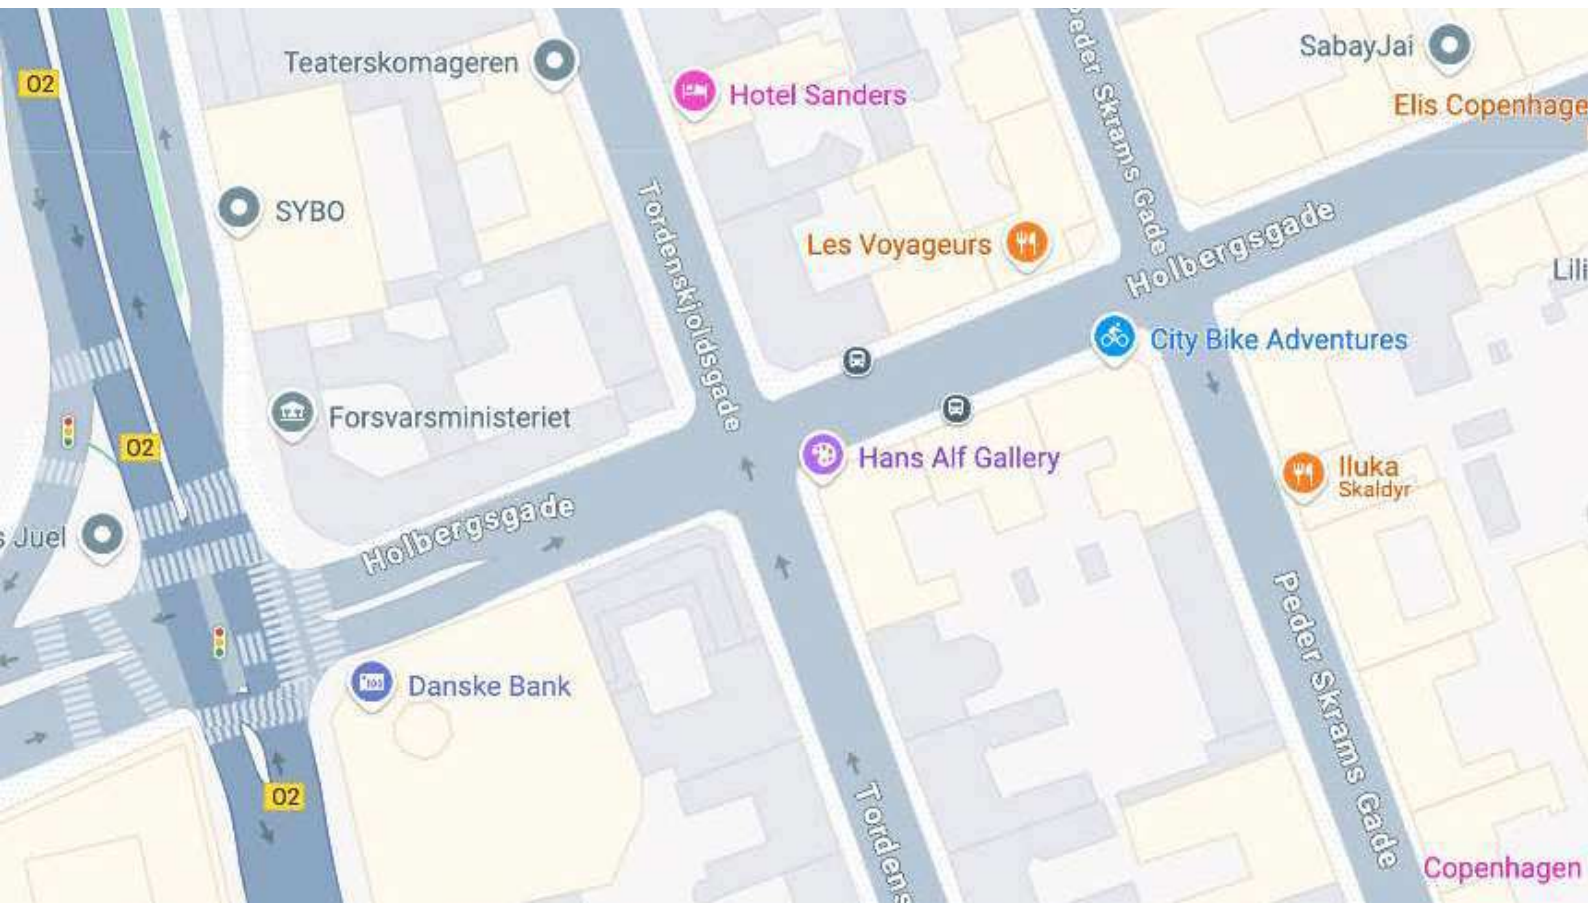 O2
Teaterskomageren
Hotel Sanders
Peder Skrams Gade
SabayJai
Elis Copenhage
SYBO
Tordenskjoldsgade
Les Voyageurs
Holbergsgade
Lili
City Bike Adventures
Forsvarsministeriet
O2
Hans Alf Gallery
Iluka
Skaldyr
s Juel
Holbergsgade
Danske Bank
Peder Skrams Gade
O2
Tordens
Copenhagen